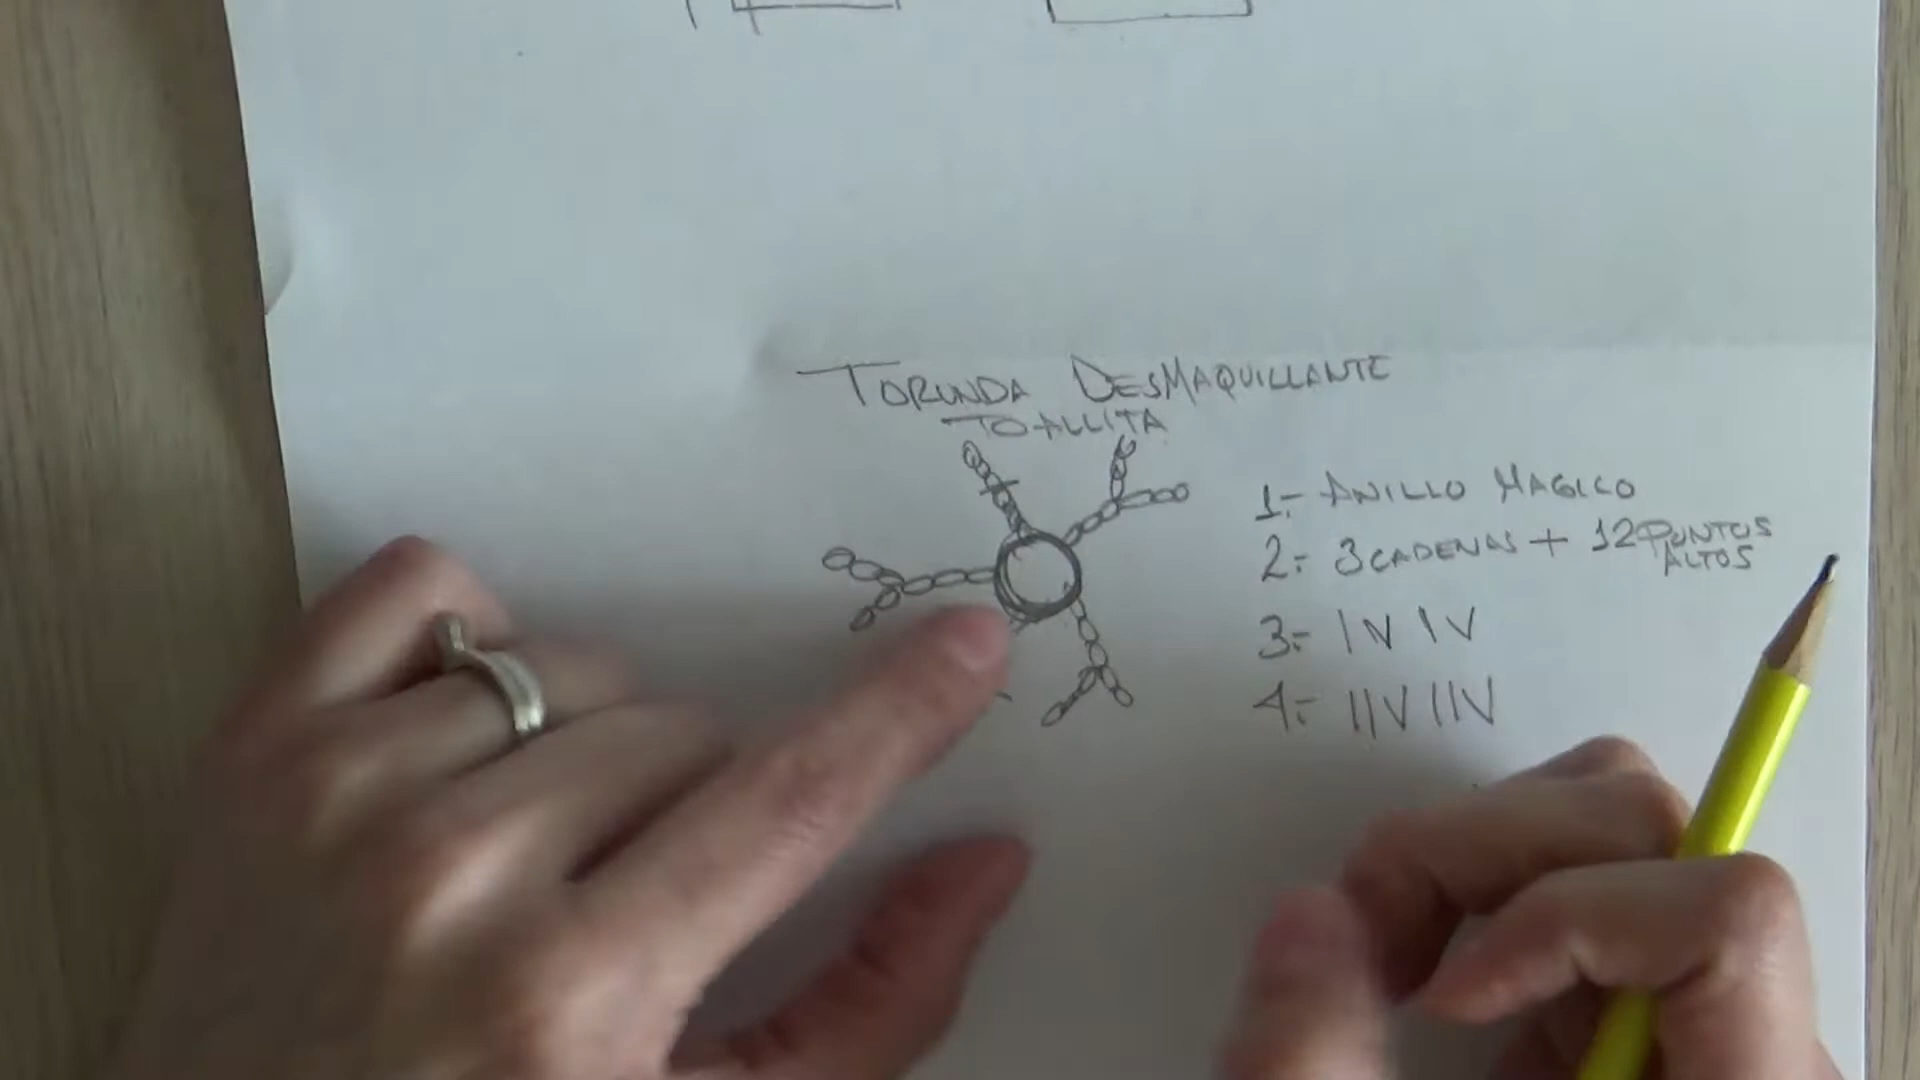 TORUNDA DESMAQUILLANTE
TOALLITA
1:- ANILLO MAGICO
2:- 3 CADENAS + 12 PUNTOS
ALTOS
3:- | V | V
4:- | | V | | V